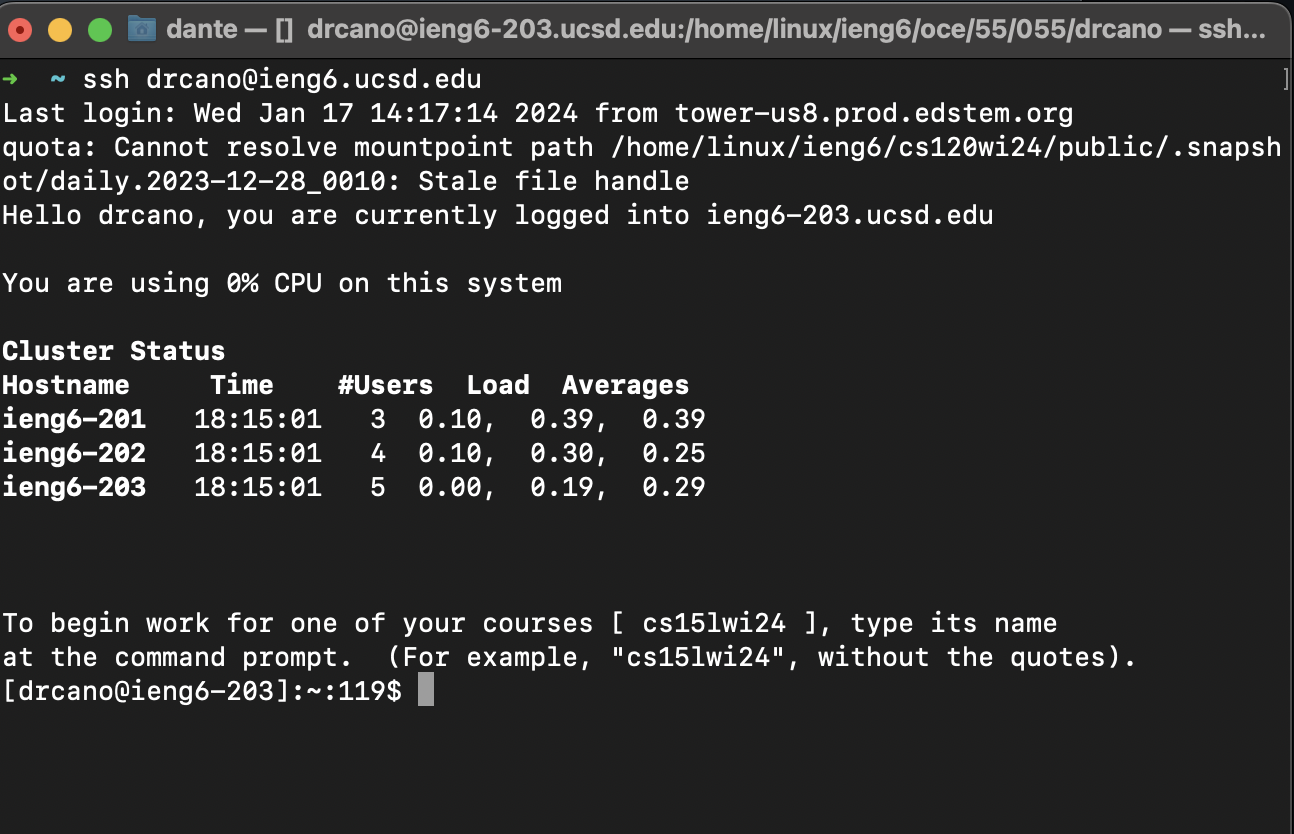 dante — [] drcano@ieng6-203.ucsd.edu:/home/linux/ieng6/oce/55/055/drcano — ssh...
➜ ~ ssh drcano@ieng6.ucsd.edu ]
Last login: Wed Jan 17 14:17:14 2024 from tower-us8.prod.edstem.org
quota: Cannot resolve mountpoint path /home/linux/ieng6/cs120wi24/public/.snapsh
ot/daily.2023-12-28_0010: Stale file handle
Hello drcano, you are currently logged into ieng6-203.ucsd.edu
You are using 0% CPU on this system
Cluster Status
Hostname Time #Users Load Averages
ieng6-201 18:15:01 3 0.10, 0.39, 0.39
ieng6-202 18:15:01 4 0.10, 0.30, 0.25
ieng6-203 18:15:01 5 0.00, 0.19, 0.29
To begin work for one of your courses [ cs15lwi24 ], type its name
at the command prompt. (For example, "cs15lwi24", without the quotes).
[drcano@ieng6-203]:~:119$